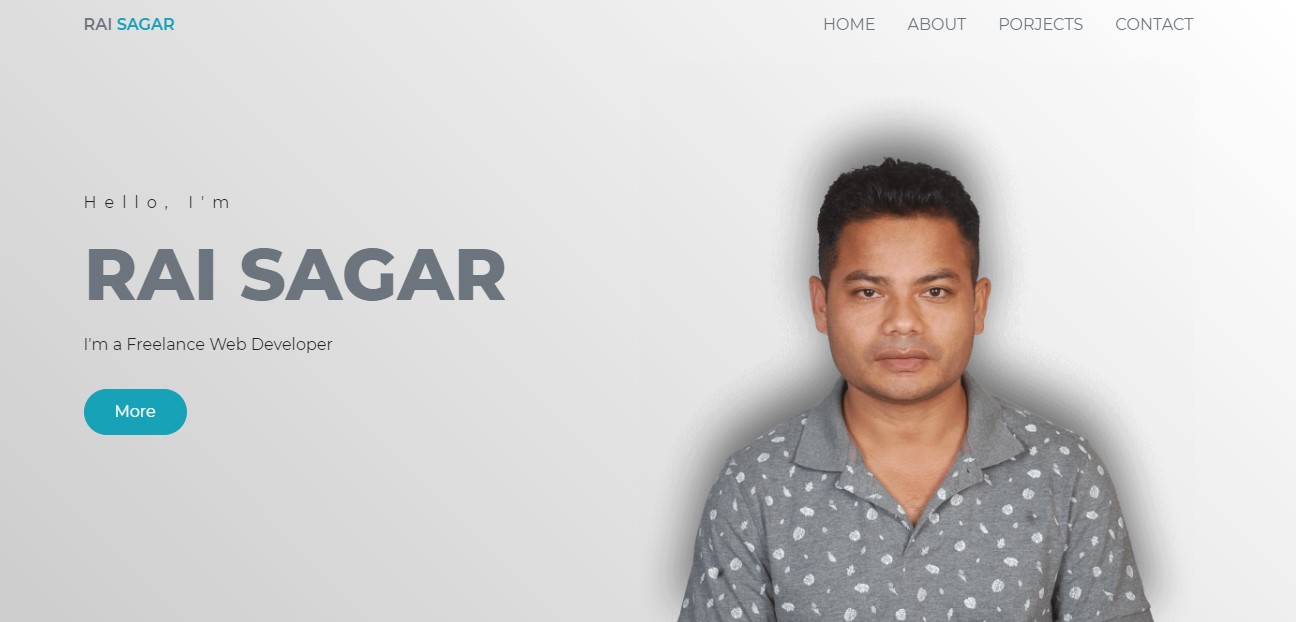 RAI SAGAR HOME ABOUT PORJECTS CONTACT
Hello, I'm
RAI SAGAR
I'm a Freelance Web Developer
More